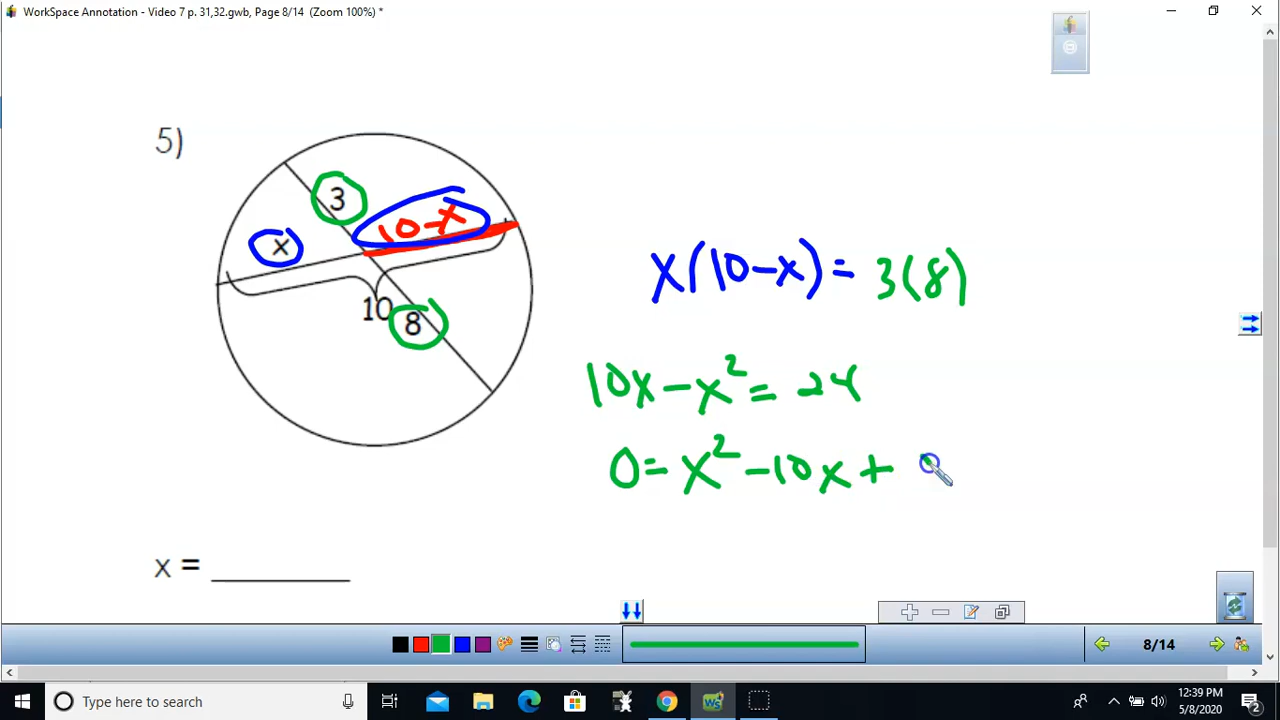 WorkSpace Annotation - Video 7 p. 31,32.gwb, Page 8/14 (Zoom 100%) *
5)
3
10-x
x
10
8
x(10-x)= 3(8)
10x-x²= 24
0= x²-10x+
x = ________
8/14
Type here to search
12:39 PM
5/8/2020
2